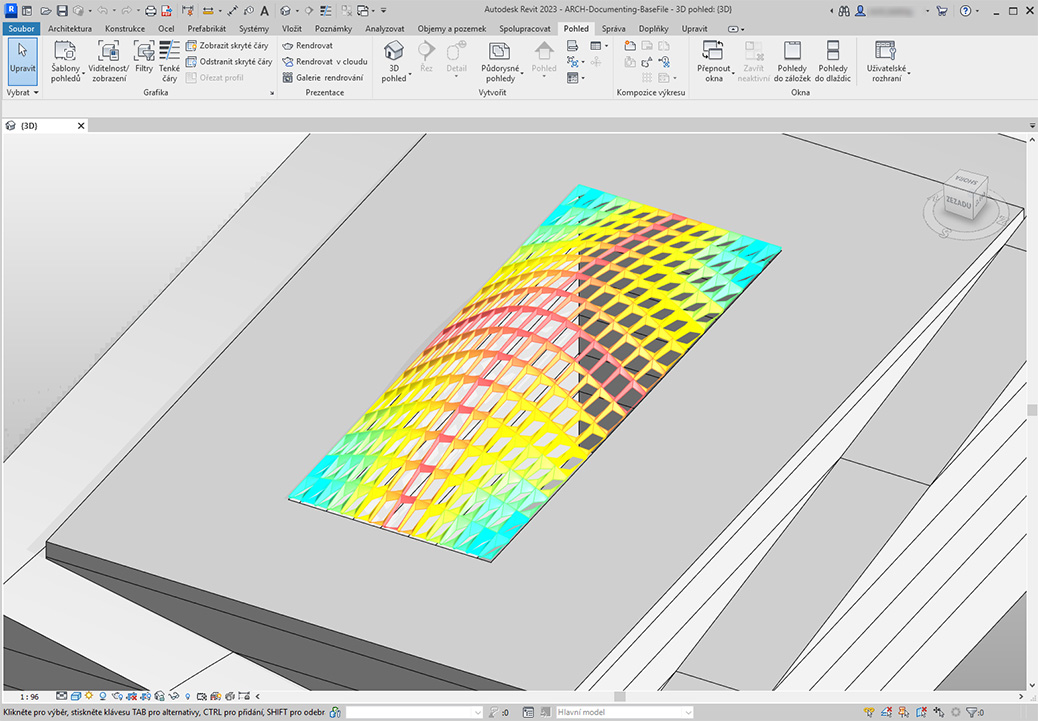 Autodesk Revit 2023 - ARCH-Documenting-BaseFile - 3D pohled: {3D}
Soubor Architektura Konstrukce Ocel Prefabrikát Systémy Vložit Poznámky Analyzovat Objemy a pozemek Spolupracovat Pohled Správa Doplňky Upravit
Upravit
Vybrat
Šablony
pohledů
Viditelnost/
zobrazení
Filtry
Tenké
čáry
Zobrazit skryté čáry
Odstranit skryté čáry
Ořezat profil
Grafika
Rendrovat
Rendrovat v cloudu
Galerie rendrování
Prezentace
3D
pohled
Řez
Detail
Půdorysné
pohledy
Pohled
Vytvořit
Kompozice výkresu
Přepnout
okna
Zavřít
neaktivní
Pohledy
do záložek
Pohledy
do dlaždic
Okna
Uživatelské
rozhraní
{3D}
ZEZADU
1 : 96
Klikněte pro výběr, stiskněte klávesu TAB pro alternativy, CTRL pro přidání, SHIFT pro odebr
:0
Hlavní model
:0